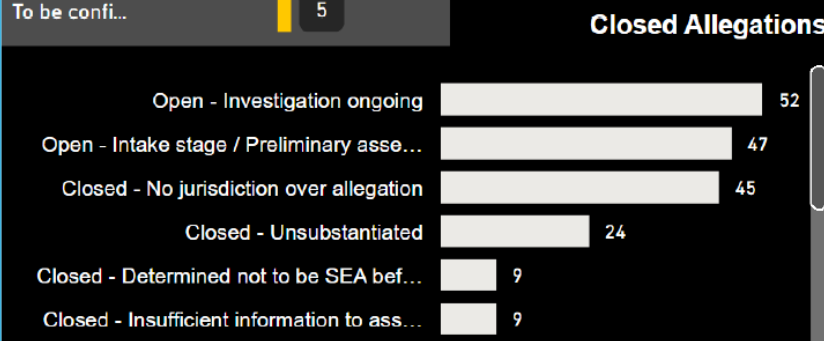 To be confi...
5
Closed Allegations
Open - Investigation ongoing 52
Open - Intake stage / Preliminary asse... 47
Closed - No jurisdiction over allegation 45
Closed - Unsubstantiated 24
Closed - Determined not to be SEA bef... 9
Closed - Insufficient information to ass... 9